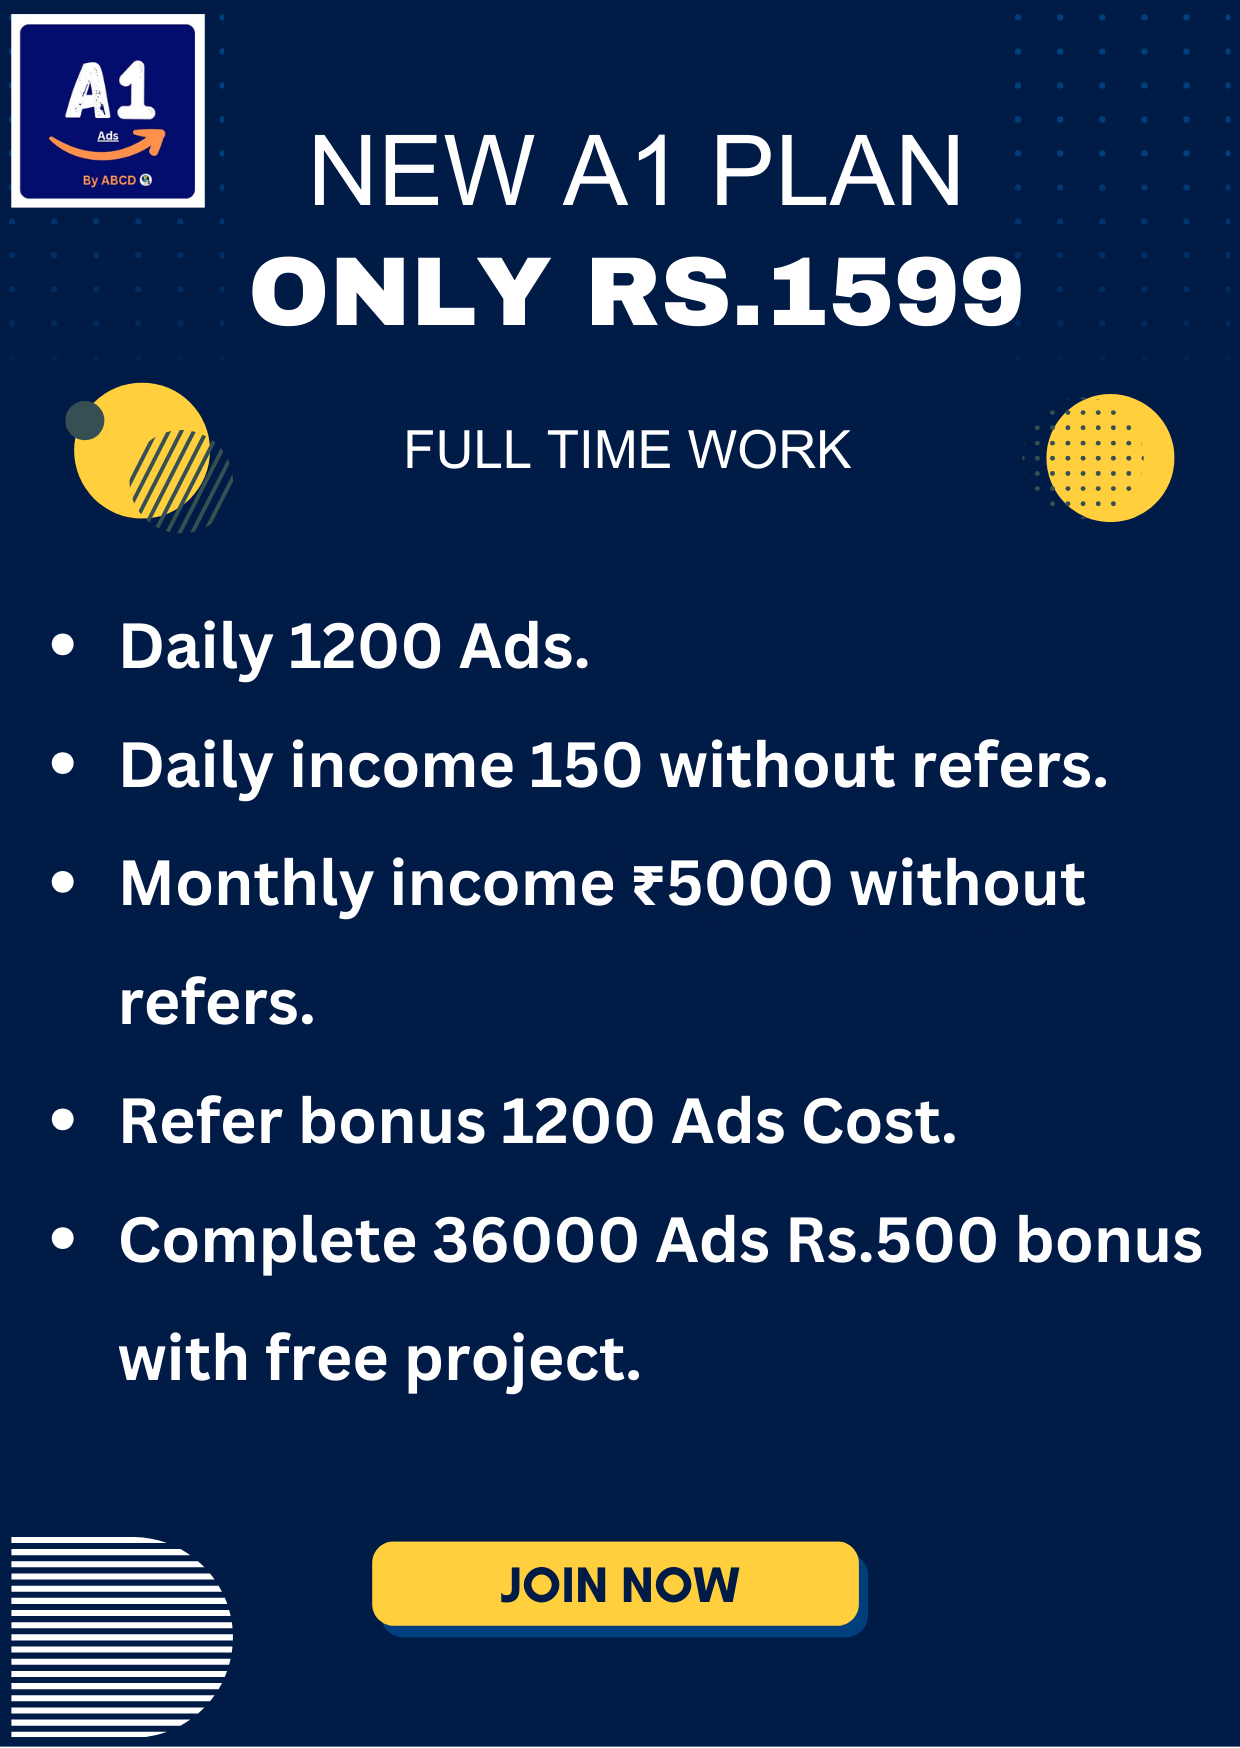 A1
Ads
By ABCD
NEW A1 PLAN
ONLY RS.1599
FULL TIME WORK
• Daily 1200 Ads.
• Daily income 150 without refers.
• Monthly income ₹5000 without
refers.
• Refer bonus 1200 Ads Cost.
• Complete 36000 Ads Rs.500 bonus
with free project.
JOIN NOW